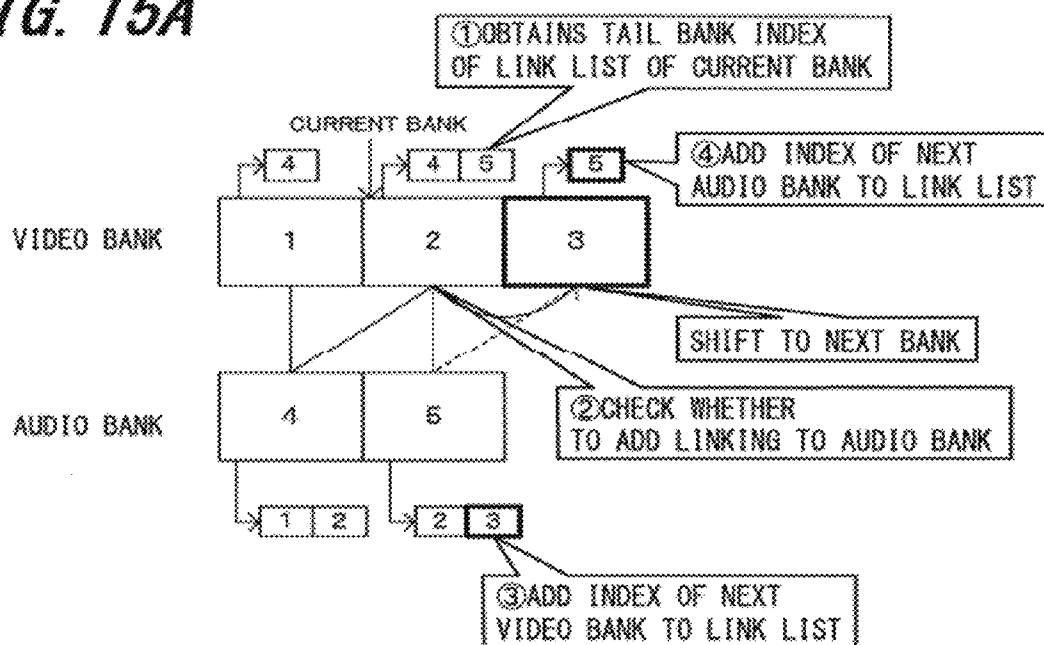 FIG. 15A
①OBTAINS TAIL BANK INDEX
OF LINK LIST OF CURRENT BANK
CURRENT BANK
4
4 5
5
④ADD INDEX OF NEXT
AUDIO BANK TO LINK LIST
VIDEO BANK
1
2
3
SHIFT TO NEXT BANK
②CHECK WHETHER
TO ADD LINKING TO AUDIO BANK
AUDIO BANK
4
5
1 2
2 3
③ADD INDEX OF NEXT
VIDEO BANK TO LINK LIST